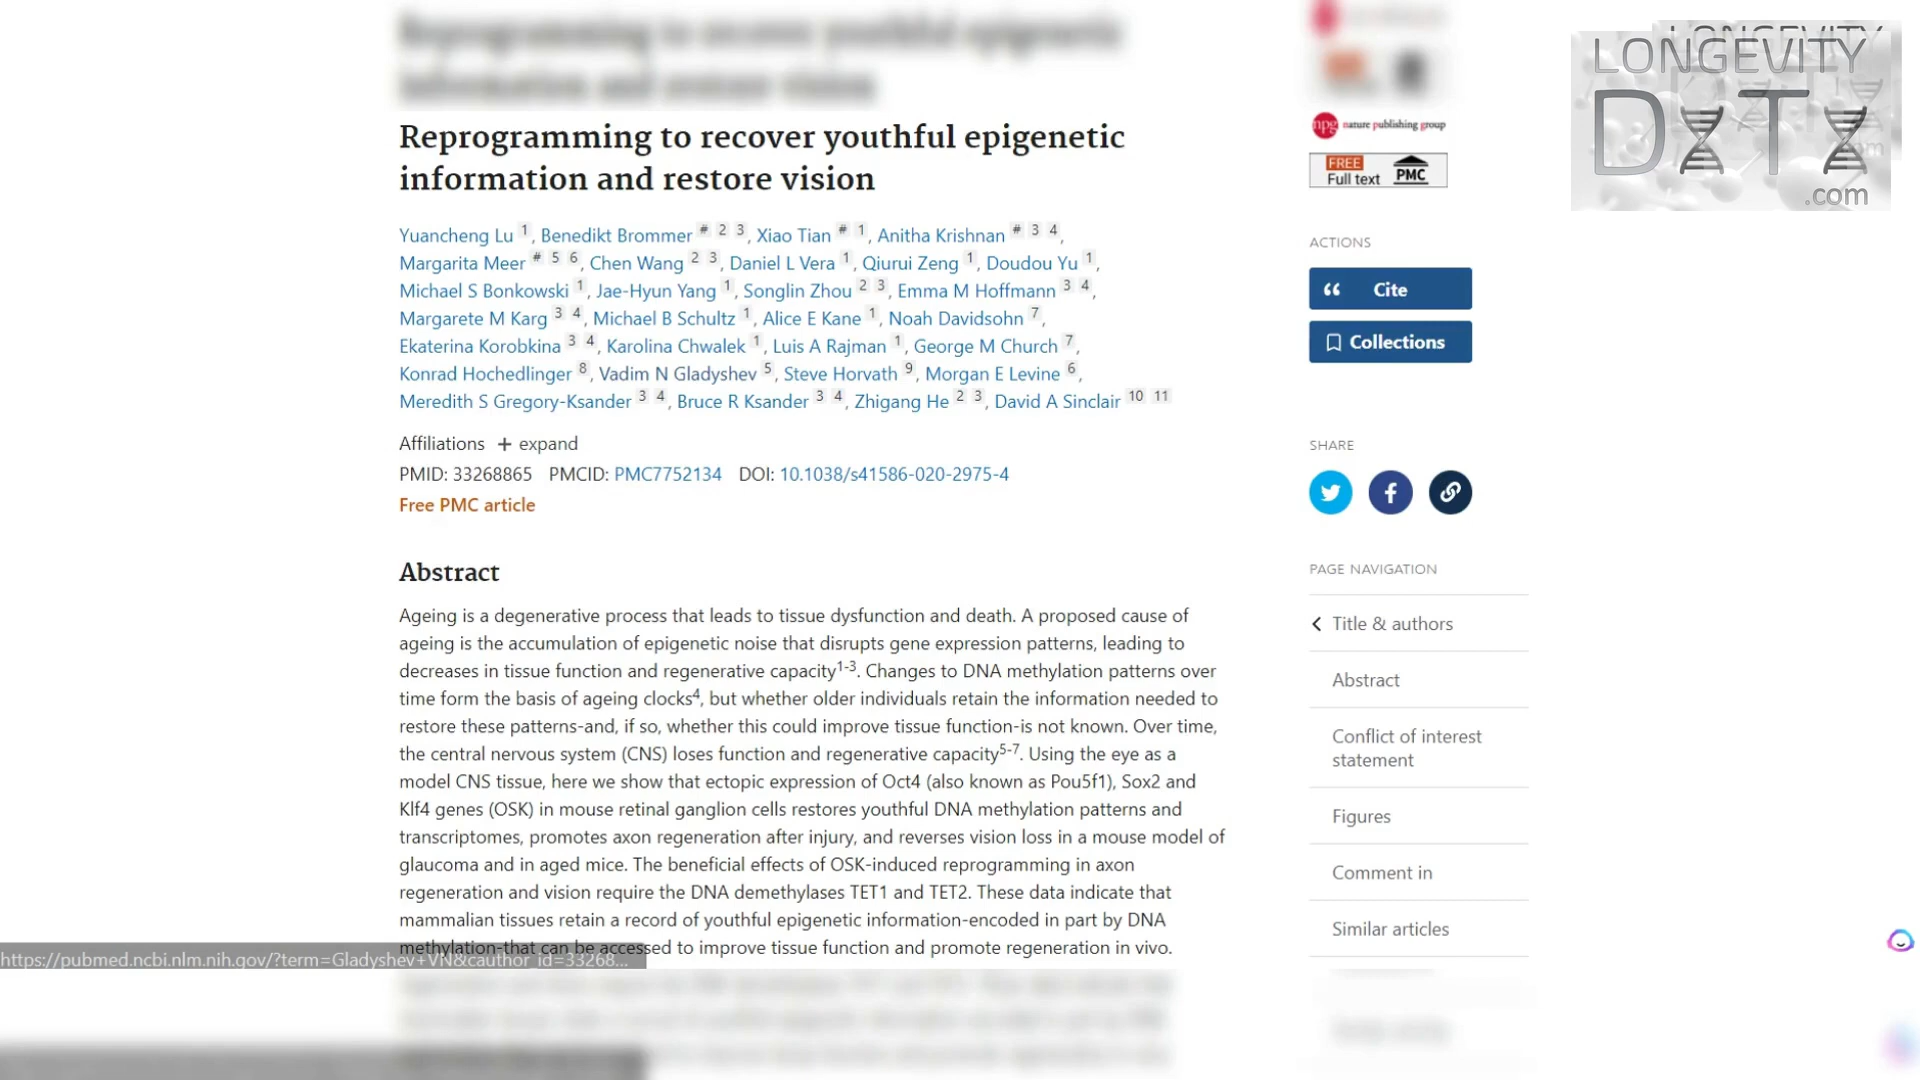 Reprogramming to recover youthful epigenetic
information and restore vision
Reprogramming to recover youthful epigenetic
information and restore vision
Yuancheng Lu 1, Benedikt Brommer # 2 3, Xiao Tian # 1, Anitha Krishnan # 3 4,
Margarita Meer # 5 6, Chen Wang 2 3, Daniel L Vera 1, Qiurui Zeng 1, Doudou Yu 1,
Michael S Bonkowski 1, Jae-Hyun Yang 1, Songlin Zhou 2 3, Emma M Hoffmann 3 4,
Margarete M Karg 3 4, Michael B Schultz 1, Alice E Kane 1, Noah Davidsohn 7,
Ekaterina Korobkina 3 4, Karolina Chwalek 1, Luis A Rajman 1, George M Church 7,
Konrad Hochedlinger 8, Vadim N Gladyshev 5, Steve Horvath 9, Morgan E Levine 6,
Meredith S Gregory-Ksander 3 4, Bruce R Ksander 3 4, Zhigang He 2 3, David A Sinclair 10 11
Affiliations + expand
PMID: 33268865 PMCID: PMC7752134 DOI: 10.1038/s41586-020-2975-4
Free PMC article
Abstract
Ageing is a degenerative process that leads to tissue dysfunction and death. A proposed cause of
ageing is the accumulation of epigenetic noise that disrupts gene expression patterns, leading to
decreases in tissue function and regenerative capacity1-3. Changes to DNA methylation patterns over
time form the basis of ageing clocks4, but whether older individuals retain the information needed to
restore these patterns-and, if so, whether this could improve tissue function-is not known. Over time,
the central nervous system (CNS) loses function and regenerative capacity5-7. Using the eye as a
model CNS tissue, here we show that ectopic expression of Oct4 (also known as Pou5f1), Sox2 and
Klf4 genes (OSK) in mouse retinal ganglion cells restores youthful DNA methylation patterns and
transcriptomes, promotes axon regeneration after injury, and reverses vision loss in a mouse model of
glaucoma and in aged mice. The beneficial effects of OSK-induced reprogramming in axon
regeneration and vision require the DNA demethylases TET1 and TET2. These data indicate that
mammalian tissues retain a record of youthful epigenetic information-encoded in part by DNA
methylation-that can be accessed to improve tissue function and promote regeneration in vivo.
https://pubmed.ncbi.nlm.nih.gov/?term=Gladyshev+VN&cauthor_id=33268...
npg nature publishing group
FREE
Full text PMC
ACTIONS
Cite
Collections
SHARE
PAGE NAVIGATION
Title & authors
Abstract
Conflict of interest
statement
Figures
Comment in
Similar articles
LONGEVITY
DATA
.com